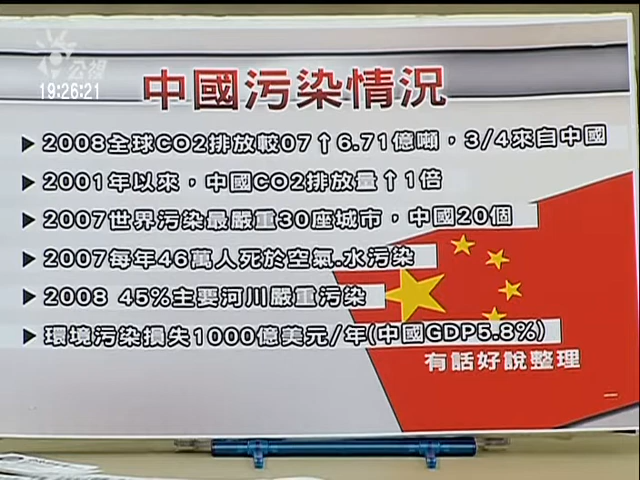 公視
19:26:21
中國污染情況
▶2008全球CO2排放較07↑6.71億噸，3/4來自中國
▶2001年以來，中國CO2排放量↑1倍
▶2007世界污染最嚴重30座城市，中國20個
▶2007每年46萬人死於空氣.水污染
▶2008 45%主要河川嚴重污染
▶環境污染損失1000億美元/年(中國GDP5.8%)
有話好說整理